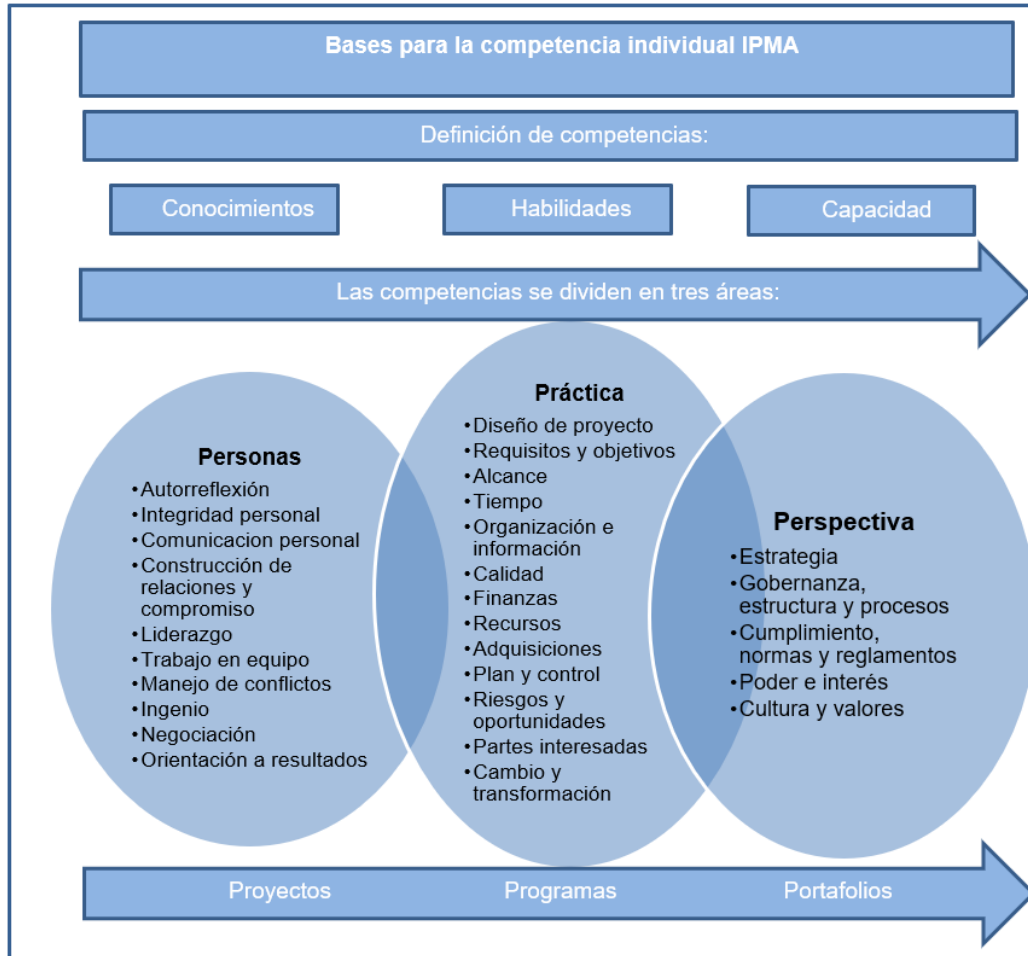 Bases para la competencia individual IPMA
Definición de competencias:
Conocimientos
Habilidades
Capacidad
Las competencias se dividen en tres áreas:
Personas
•Autorreflexión
•Integridad personal
•Comunicacion personal
•Construcción de
relaciones y
compromiso
•Liderazgo
•Trabajo en equipo
•Manejo de conflictos
•Ingenio
•Negociación
•Orientación a resultados
Práctica
•Diseño de proyecto
•Requisitos y objetivos
•Alcance
•Tiempo
•Organización e
información
•Calidad
•Finanzas
•Recursos
•Adquisiciones
•Plan y control
•Riesgos y
oportunidades
•Partes interesadas
•Cambio y
transformación
Perspectiva
•Estrategia
•Gobernanza,
estructura y procesos
•Cumplimiento,
normas y reglamentos
•Poder e interés
•Cultura y valores
Proyectos
Programas
Portafolios